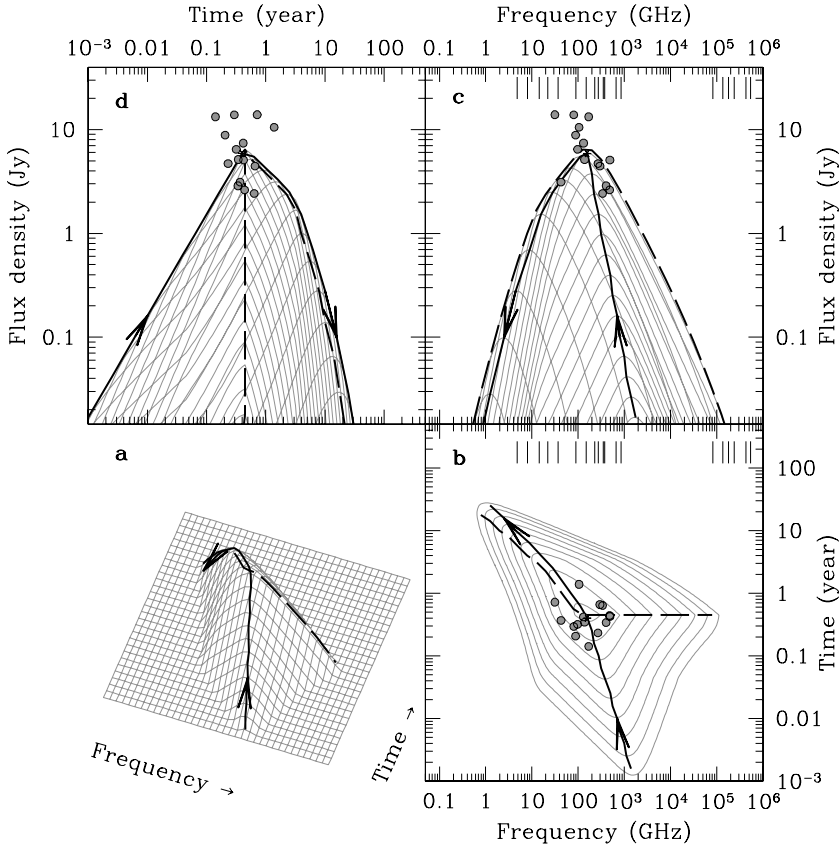 Time (year)
Frequency (GHz)
10⁻³ 0.01 0.1 1 10 100
0.1 1 10 100 10³ 10⁴ 10⁵ 10⁶
d
c
Flux density (Jy)
10
1
0.1
10
1
0.1
Flux density (Jy)
a
b
100
10
1
0.1
0.01
10⁻³
Time (year)
Frequency →
Time →
0.1 1 10 100 10³ 10⁴ 10⁵ 10⁶
Frequency (GHz)